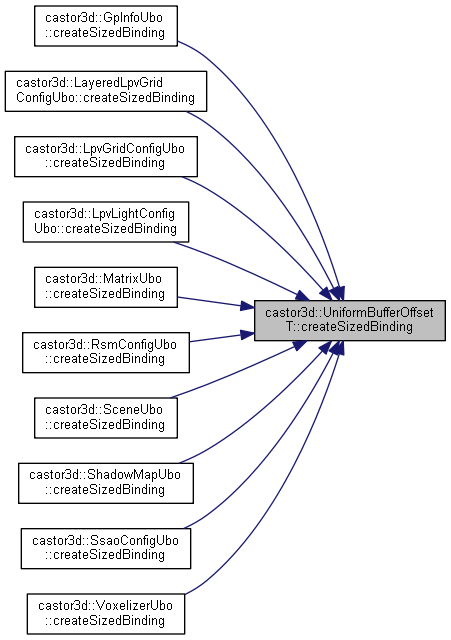 castor3d::GpInfoUbo
::createSizedBinding
castor3d::LayeredLpvGrid
ConfigUbo::createSizedBinding
castor3d::LpvGridConfigUbo
::createSizedBinding
castor3d::LpvLightConfig
Ubo::createSizedBinding
castor3d::MatrixUbo
::createSizedBinding
castor3d::UniformBufferOffset
T::createSizedBinding
castor3d::RsmConfigUbo
::createSizedBinding
castor3d::SceneUbo
::createSizedBinding
castor3d::ShadowMapUbo
::createSizedBinding
castor3d::SsaoConfigUbo
::createSizedBinding
castor3d::VoxelizerUbo
::createSizedBinding